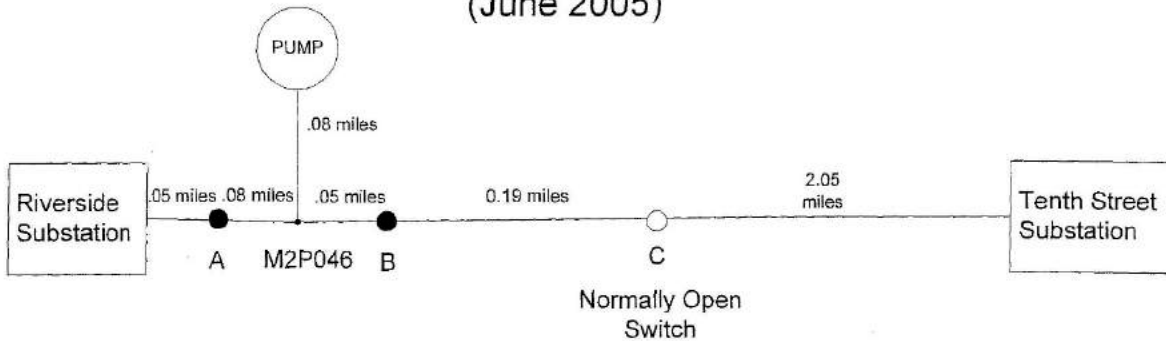 (June 2005)
PUMP
.08 miles
Riverside
Substation
.05 miles
.08 miles
.05 miles
0.19 miles
2.05
miles
Tenth Street
Substation
A
M2P046
B
C
Normally Open
Switch